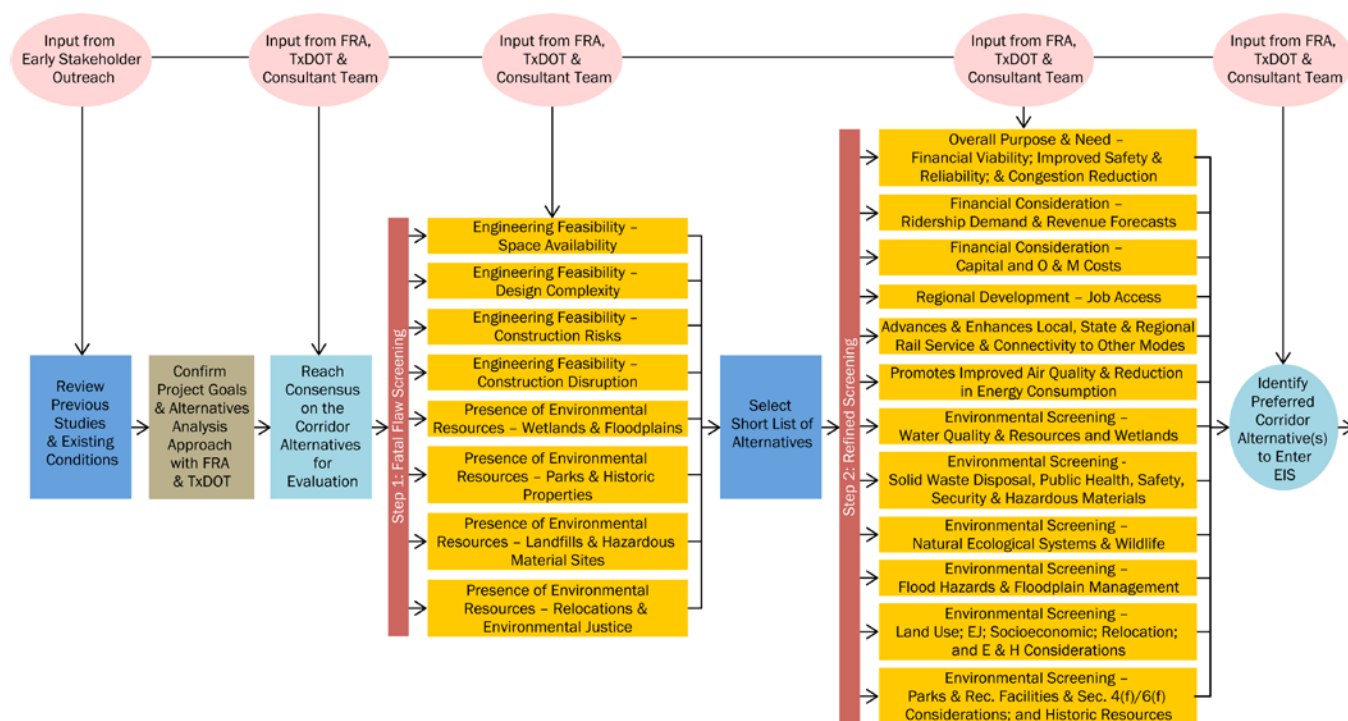 Input from
Early Stakeholder
Outreach
Input from FRA,
TxDOT &
Consultant Team
Input from FRA,
TxDOT &
Consultant Team
Input from FRA,
TxDOT &
Consultant Team
Input from FRA,
TxDOT &
Consultant Team
Review
Previous
Studies
& Existing
Conditions
Confirm
Project Goals
& Alternatives
Analysis
Approach
with FRA
& TxDOT
Reach
Consensus
on the
Corridor
Alternatives
for
Evaluation
Step 1: Fatal Flaw Screening
Engineering Feasibility –
Space Availability
Engineering Feasibility –
Design Complexity
Engineering Feasibility –
Construction Risks
Engineering Feasibility –
Construction Disruption
Presence of Environmental
Resources – Wetlands & Floodplains
Presence of Environmental
Resources – Parks & Historic
Properties
Presence of Environmental
Resources – Landfills & Hazardous
Material Sites
Presence of Environmental
Resources – Relocations &
Environmental Justice
Select
Short List of
Alternatives
Step 2: Refined Screening
Overall Purpose & Need –
Financial Viability; Improved Safety &
Reliability; & Congestion Reduction
Financial Consideration –
Ridership Demand & Revenue Forecasts
Financial Consideration –
Capital and O & M Costs
Regional Development – Job Access
Advances & Enhances Local, State & Regional
Rail Service & Connectivity to Other Modes
Promotes Improved Air Quality & Reduction
in Energy Consumption
Environmental Screening –
Water Quality & Resources and Wetlands
Environmental Screening -
Solid Waste Disposal, Public Health, Safety,
Security & Hazardous Materials
Environmental Screening –
Natural Ecological Systems & Wildlife
Environmental Screening –
Flood Hazards & Floodplain Management
Environmental Screening –
Land Use; EJ; Socioeconomic; Relocation;
and E & H Considerations
Environmental Screening –
Parks & Rec. Facilities & Sec. 4(f)/6(f)
Considerations; and Historic Resources
Identify
Preferred
Corridor
Alternative(s)
to Enter
EIS